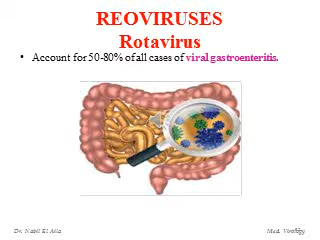 REOVIRUSES
Rotavirus
• Account for 50-80% of all cases of viral gastroenteritis.
Dr. Nabil El Aila
Med. Virology